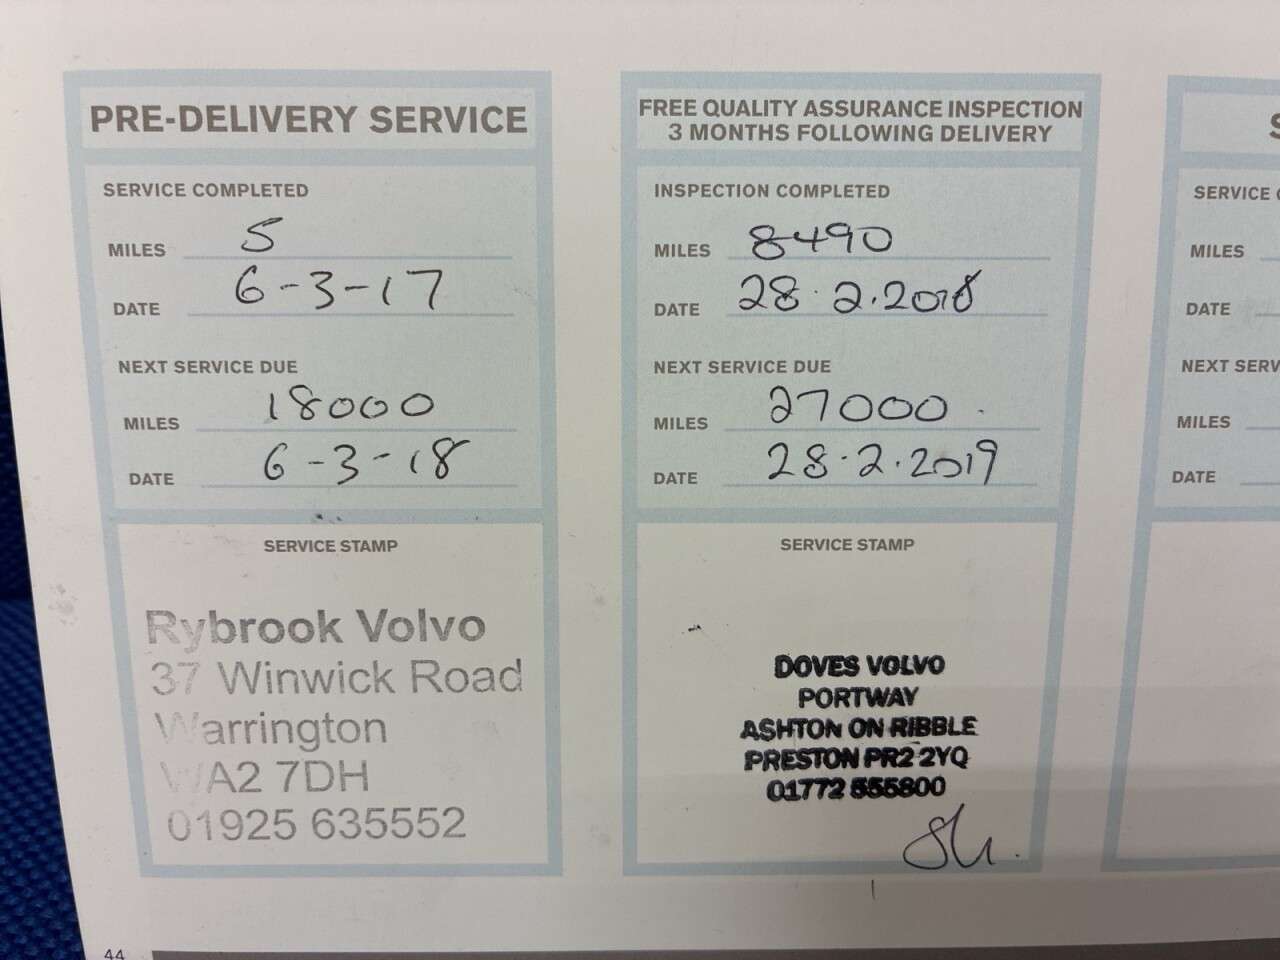 PRE-DELIVERY SERVICE
SERVICE COMPLETED
MILES 5
DATE 6-3-17
NEXT SERVICE DUE
MILES 18000
DATE 6-3-18
SERVICE STAMP
Rybrook Volvo
37 Winwick Road
Warrington
WA2 7DH
01925 635552
FREE QUALITY ASSURANCE INSPECTION
3 MONTHS FOLLOWING DELIVERY
INSPECTION COMPLETED
MILES 8490
DATE 28.2.2018
NEXT SERVICE DUE
MILES 27000
DATE 28.2.2019
SERVICE STAMP
DOVES VOLVO
PORTWAY
ASHTON ON RIBBLE
PRESTON PR2 2YQ
01772 555800
S
SERVICE
MILES
DATE
NEXT SERV
MILES
DATE
44